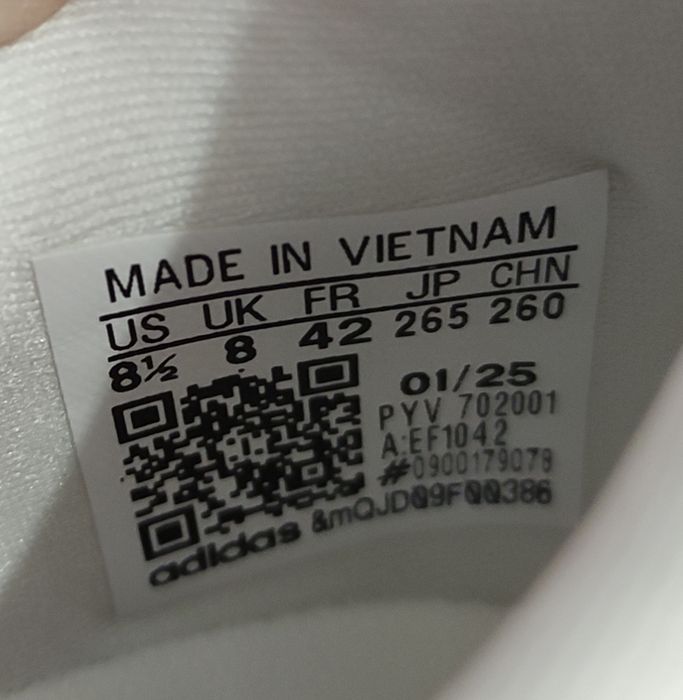 MADE IN VIETNAM
US UK FR JP CHN
8½ 8 42 265 260
01/25
PYV 702001
A:EF1042
#0900179078
adidas &mQJD09F00386